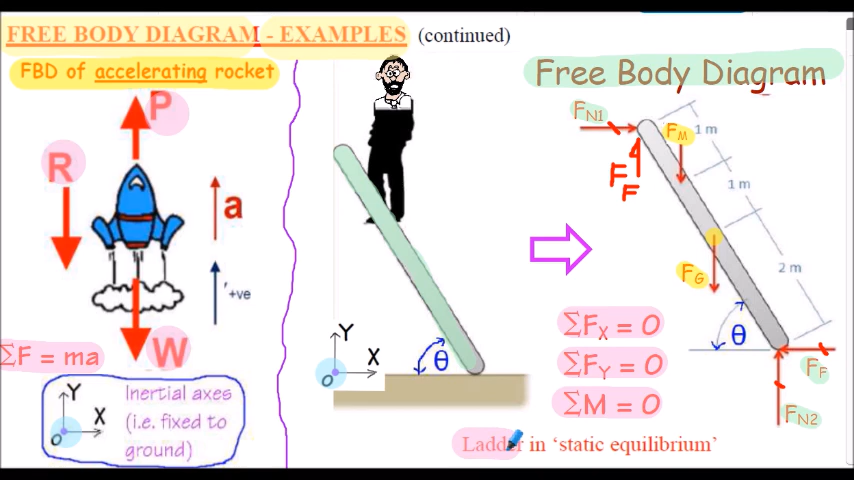 FREE BODY DIAGRAM - EXAMPLES (continued)
FBD of accelerating rocket
P
R
a
'+ve
W
ΣF = ma
Y
X
O
Inertial axes
(i.e. fixed to
ground)
Y
X
O
θ
Free Body Diagram
FN1
FM
1 m
FF
1 m
FG
2 m
θ
ΣFX = 0
ΣFY = 0
ΣM = 0
FF
FN2
Ladder in 'static equilibrium'